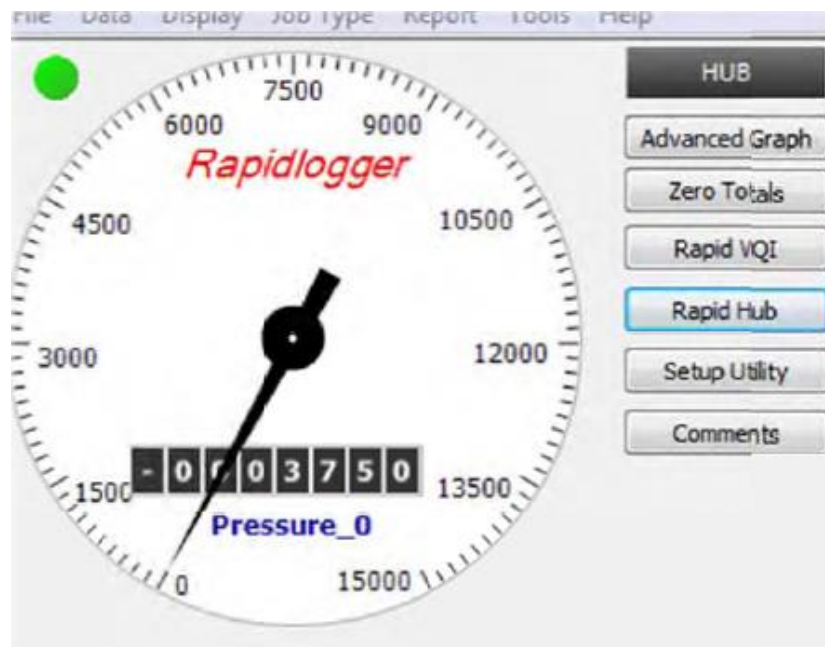 File Data Display Job Type Report Tools Help
HUB
7500
6000 9000
Rapidlogger
Advanced Graph
Zero Totals
4500 10500
Rapid VQI
Rapid Hub
3000 12000
Setup Utility
Comments
1500 -0003750 13500
Pressure_0
0 15000